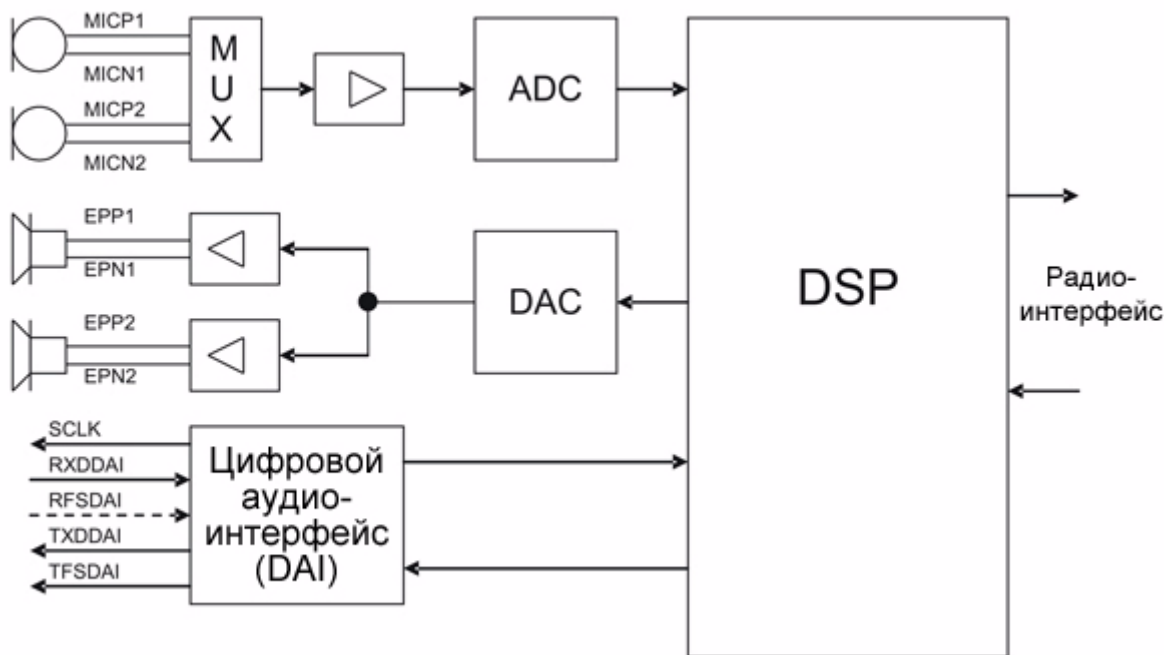 MICP1
MICN1
MICP2
MICN2
M
U
X
ADC
EPP1
EPN1
EPP2
EPN2
DAC
DSP
Радио-
интерфейс
SCLK
RXDDAI
RFSDAI
TXDDAI
TFSDAI
Цифровой
аудио-
интерфейс
(DAI)